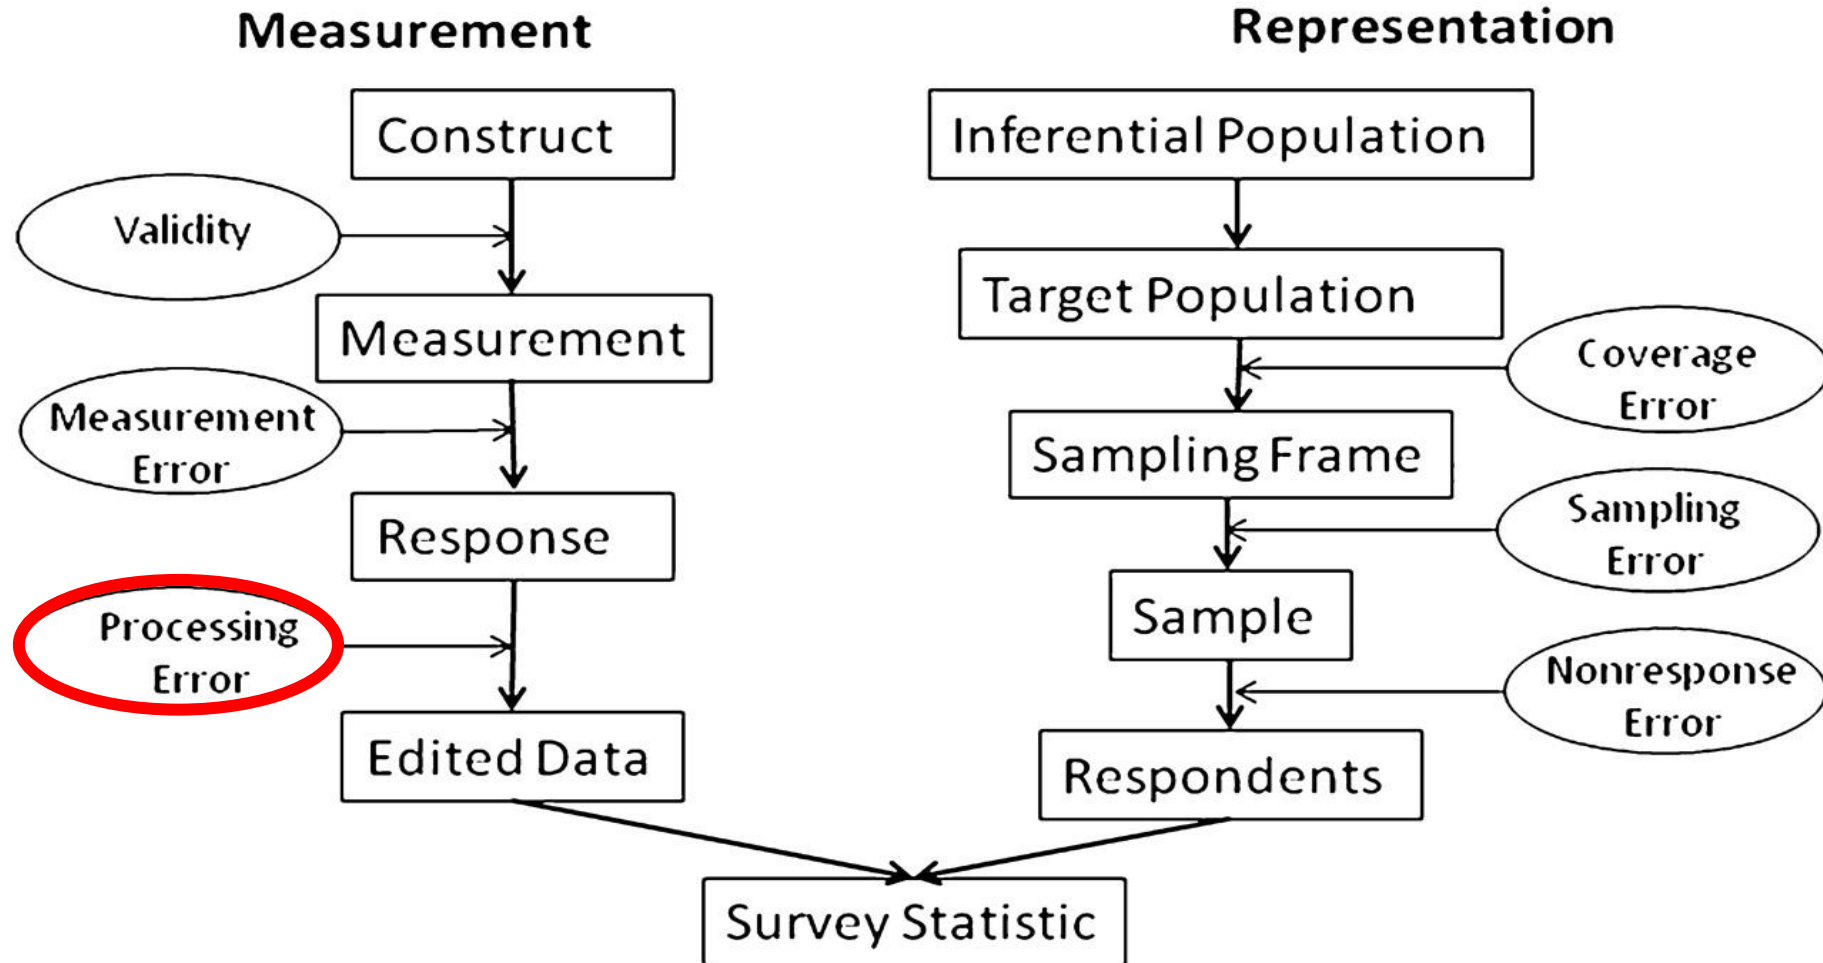 Measurement
Representation
Construct
Inferential Population
Validity
Target Population
Measurement
Coverage
Error
Measurement
Error
Sampling Frame
Sampling
Error
Response
Sample
Processing
Error
Nonresponse
Error
Edited Data
Respondents
Survey Statistic